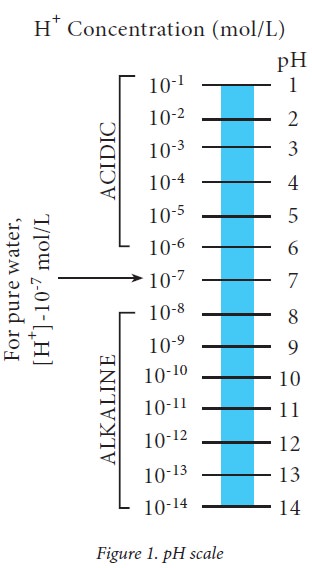 H⁺ Concentration (mol/L)
pH
10⁻¹ 1
10⁻² 2
10⁻³ 3
10⁻⁴ 4
10⁻⁵ 5
10⁻⁶ 6
10⁻⁷ 7
10⁻⁸ 8
10⁻⁹ 9
10⁻¹⁰ 10
10⁻¹¹ 11
10⁻¹² 12
10⁻¹³ 13
10⁻¹⁴ 14
ACIDIC
ALKALINE
For pure water,
[H⁺]-10⁻⁷ mol/L
Figure 1. pH scale